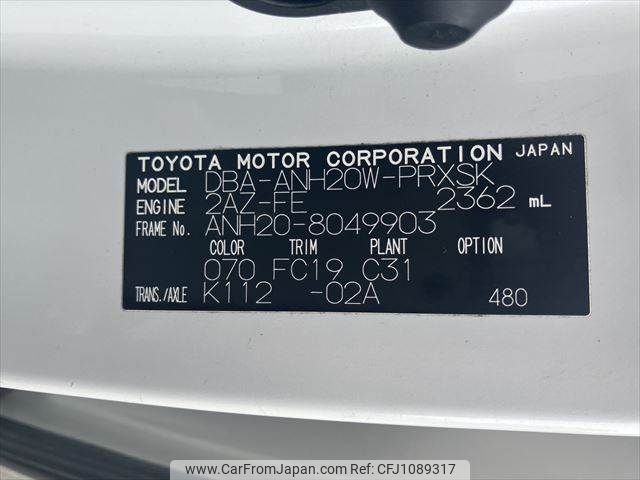 TOYOTA MOTOR CORPORATION JAPAN
MODEL DBA-ANH20W-PRXSK
ENGINE 2AZ-FE 2362 mL
FRAME No. ANH20-8049903
COLOR TRIM PLANT OPTION
070 FC19 C31
TRANS./AXLE K112 -02A 480
www.CarFromJapan.com | CFJ1089317